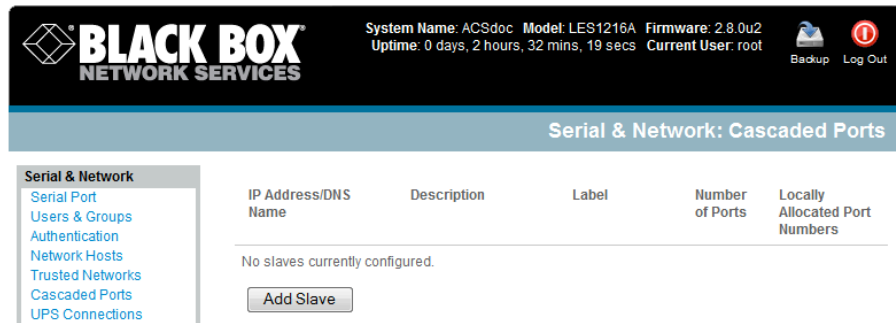 BLACK BOX®
NETWORK SERVICES
System Name: ACSdoc Model: LES1216A Firmware: 2.8.0u2
Uptime: 0 days, 2 hours, 32 mins, 19 secs Current User: root
Backup Log Out
Serial & Network: Cascaded Ports
Serial & Network
Serial Port
Users & Groups
Authentication
Network Hosts
Trusted Networks
Cascaded Ports
UPS Connections
IP Address/DNS Name
Description
Label
Number of Ports
Locally Allocated Port Numbers
No slaves currently configured.
Add Slave